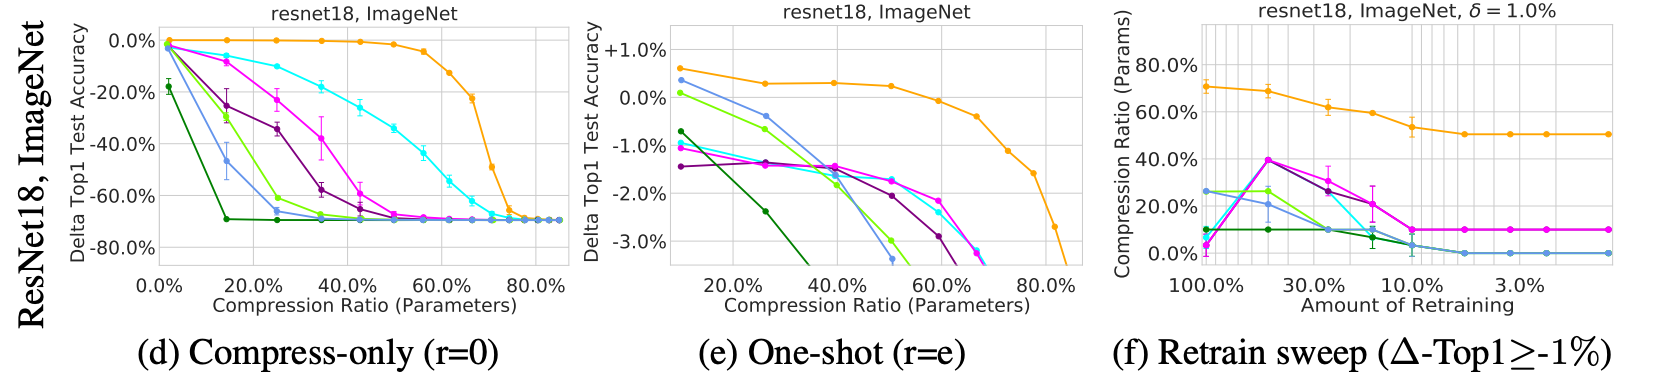 ResNet18, ImageNet
resnet18, ImageNet
Delta Top1 Test Accuracy
0.0%
-20.0%
-40.0%
-60.0%
-80.0%
0.0% 20.0% 40.0% 60.0% 80.0%
Compression Ratio (Parameters)
(d) Compress-only (r=0)
resnet18, ImageNet
Delta Top1 Test Accuracy
+1.0%
0.0%
-1.0%
-2.0%
-3.0%
20.0% 40.0% 60.0% 80.0%
Compression Ratio (Parameters)
(e) One-shot (r=e)
resnet18, ImageNet, δ = 1.0%
Compression Ratio (Params)
80.0%
60.0%
40.0%
20.0%
0.0%
100.0% 30.0% 10.0% 3.0%
Amount of Retraining
(f) Retrain sweep (Δ-Top1≥-1%)